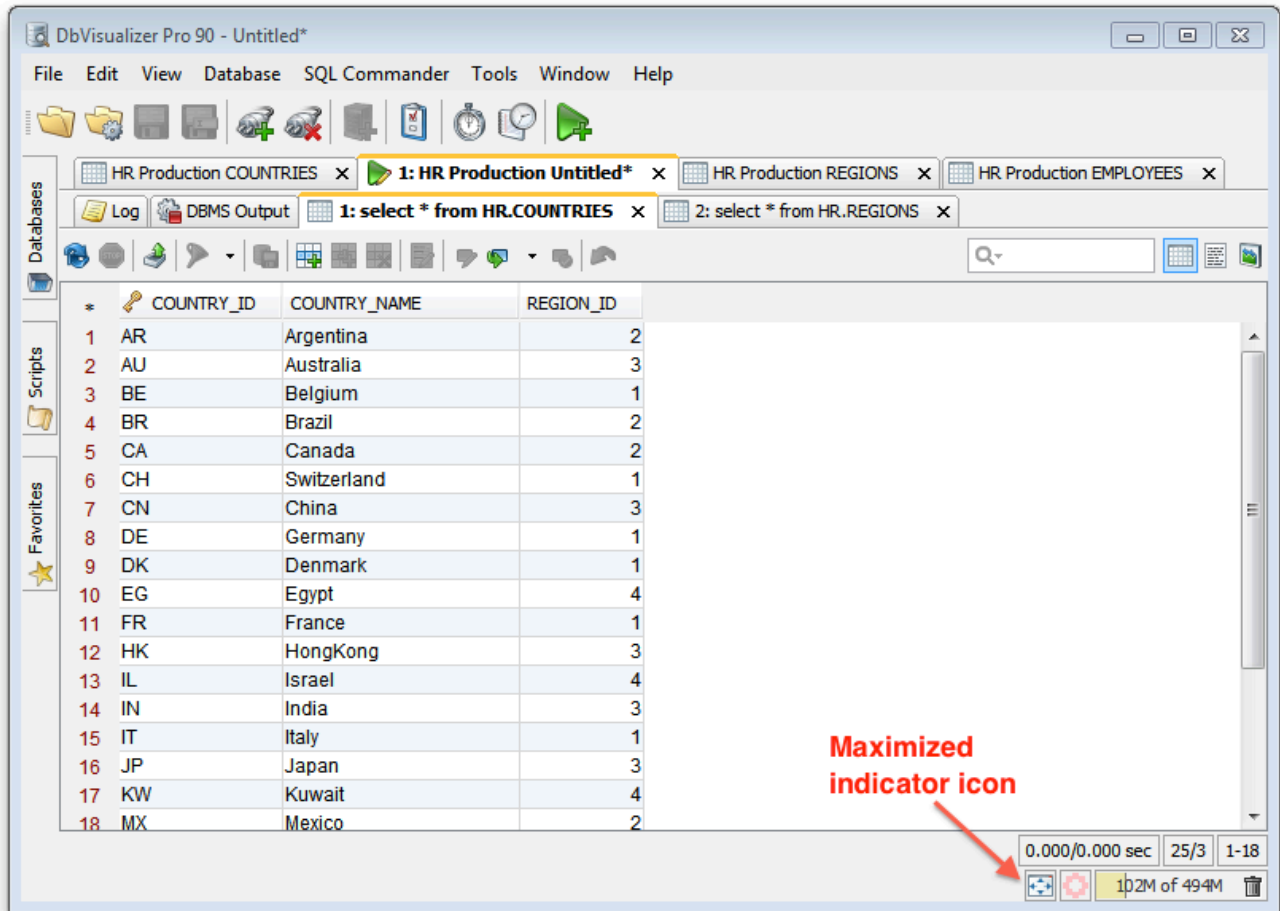 DbVisualizer Pro 90 - Untitled*
File Edit View Database SQL Commander Tools Window Help
HR Production COUNTRIES x 1: HR Production Untitled* x HR Production REGIONS x HR Production EMPLOYEES x
Log DBMS Output 1: select * from HR.COUNTRIES x 2: select * from HR.REGIONS x
Databases
Scripts
Favorites
* COUNTRY_ID COUNTRY_NAME REGION_ID
1 AR Argentina 2
2 AU Australia 3
3 BE Belgium 1
4 BR Brazil 2
5 CA Canada 2
6 CH Switzerland 1
7 CN China 3
8 DE Germany 1
9 DK Denmark 1
10 EG Egypt 4
11 FR France 1
12 HK HongKong 3
13 IL Israel 4
14 IN India 3
15 IT Italy 1
16 JP Japan 3
17 KW Kuwait 4
18 MX Mexico 2
Maximized
indicator icon
0.000/0.000 sec 25/3 1-18
102M of 494M